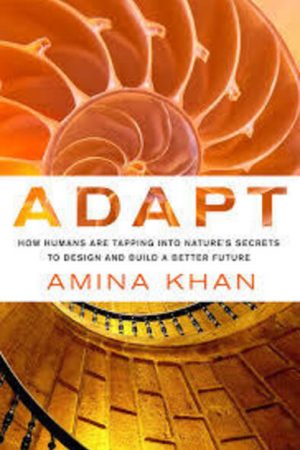 ADAPT
HOW HUMANS ARE TAPPING INTO NATURE'S SECRETS
TO DESIGN AND BUILD A BETTER FUTURE
AMINA KHAN